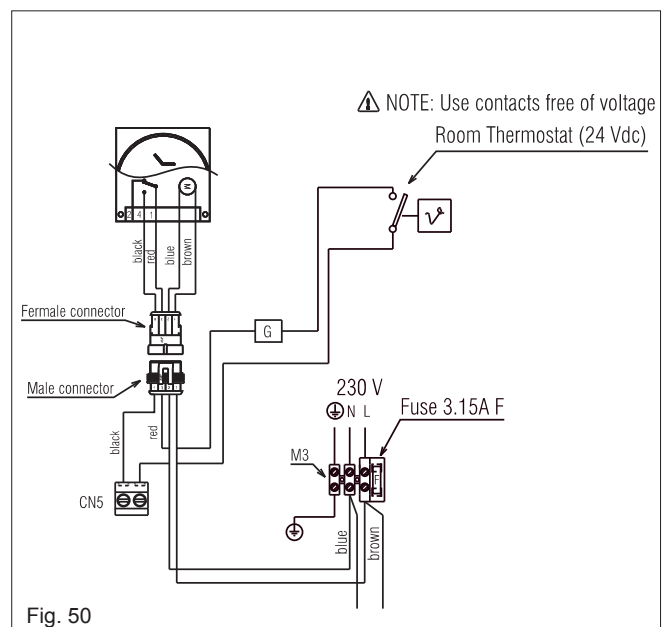 NOTE: Use contacts free of voltage
Room Thermostat (24 Vdc)
M
2 4 1
black
red
blue
brown
Fermale connector
G
Male connector
230 V
N L
Fuse 3.15A F
black
red
M3
F
CN5
blue
brown
Fig. 50